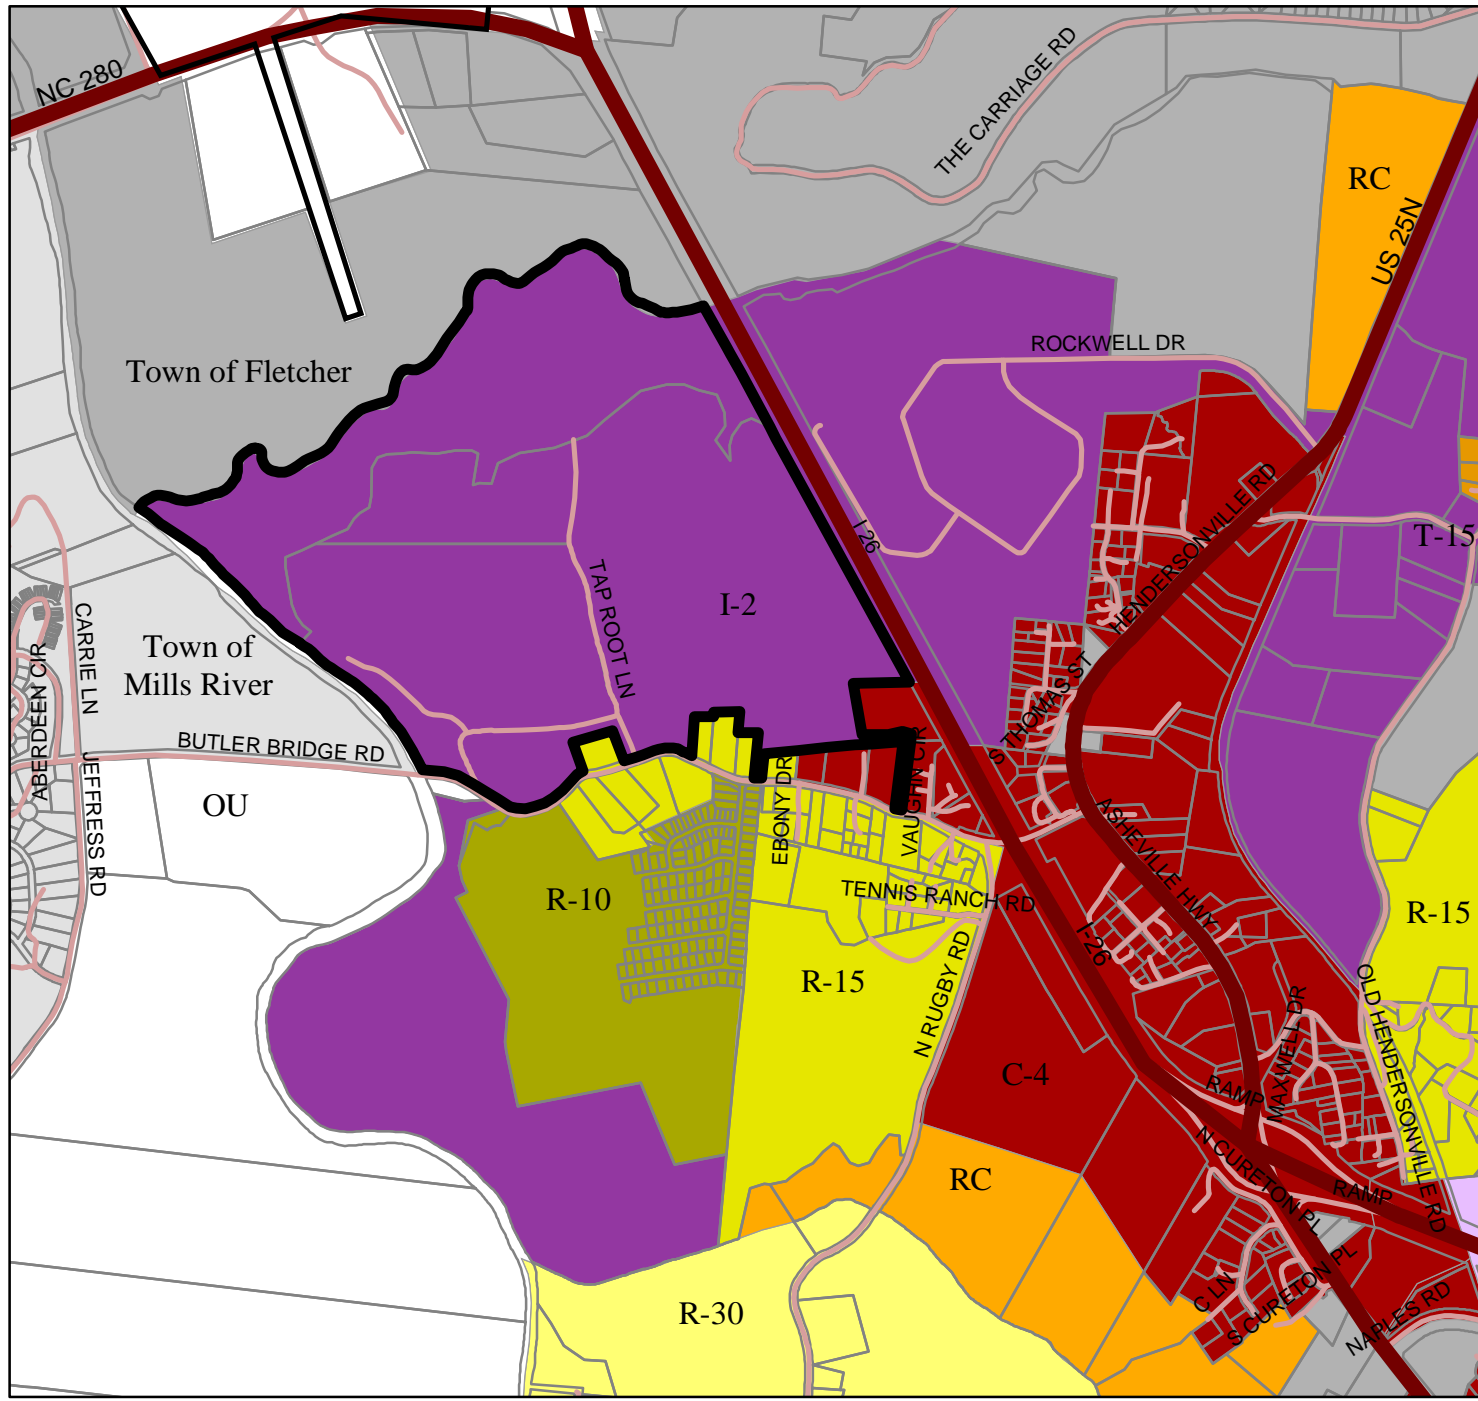 NC 280
THE CARRIAGE RD
RC
US 25N
ROCKWELL DR
Town of Fletcher
HENDERSONVILLE RD
I-26
T-15
TAP ROOT LN
I-2
CARRIE LN
ABERDEEN CIR
Town of
Mills River
S THOMAS ST
BUTLER BRIDGE RD
JEFFRESS RD
OU
EBONY DR
VAUGHN CIR
ASHEVILLE HWY
R-10
TENNIS RANCH RD
R-15
R-15
I-26
N RUGBY RD
OLD HENDERSONVILLE RD
MAXWELL DR
C-4
RAMP
N CURETON PL
RC
RAMP
C LN
S CURETON PL
R-30
NAPLES RD